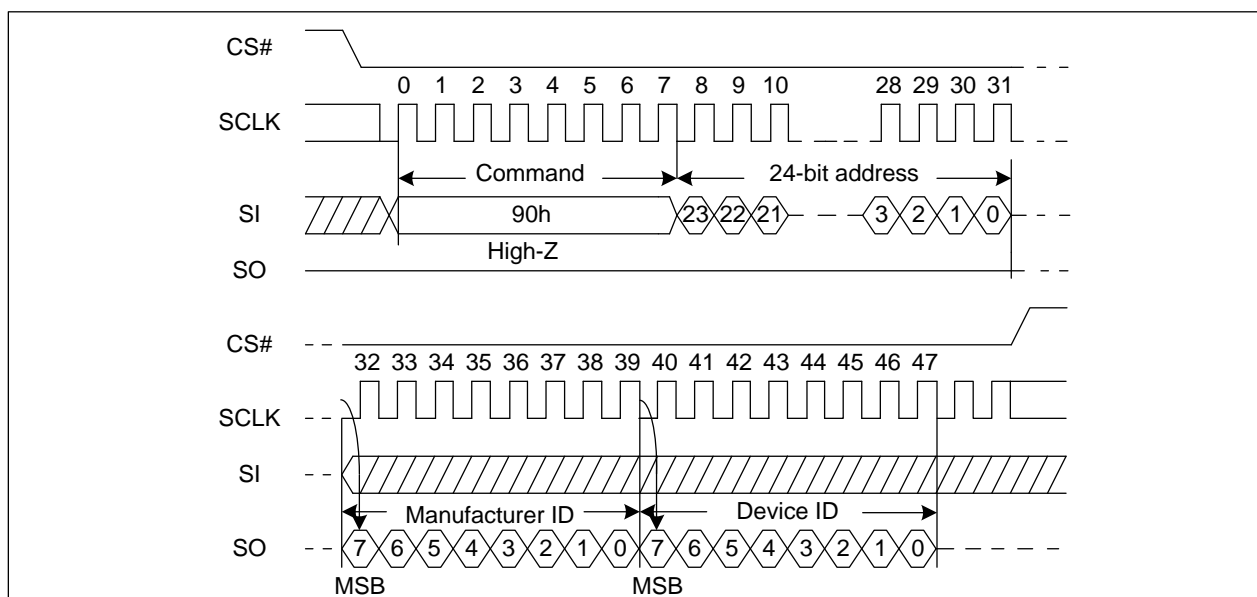 CS#
0 1 2 3 4 5 6 7 8 9 10 28 29 30 31
SCLK
Command 24-bit address
SI 90h 23 22 21 3 2 1 0
High-Z
SO
CS#
32 33 34 35 36 37 38 39 40 41 42 43 44 45 46 47
SCLK
SI
Manufacturer ID Device ID
SO 7 6 5 4 3 2 1 0 7 6 5 4 3 2 1 0
MSB MSB